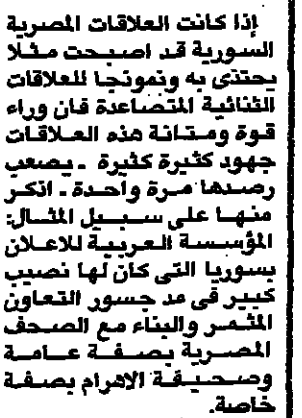 إذا كانت العلاقات المصرية
السورية قد اصبحت مثلا
يحتذى به ونموذجا للعلاقات
الثنائية المتصاعدة فان وراء
قوة ومتانة هذه العلاقات
جهود كثيرة كثيرة - يصعب
رصدها مرة واحدة - انكر
منها على سبيل المثال:
المؤسسة العربية للاعلان
بسوريا التى كان لها نصيب
كبير فى مد جسور التعاون
المثمر والبناء مع الصحف
المصرية بصفة عامة
وصحيفة الاهرام بصفة
خاصة.